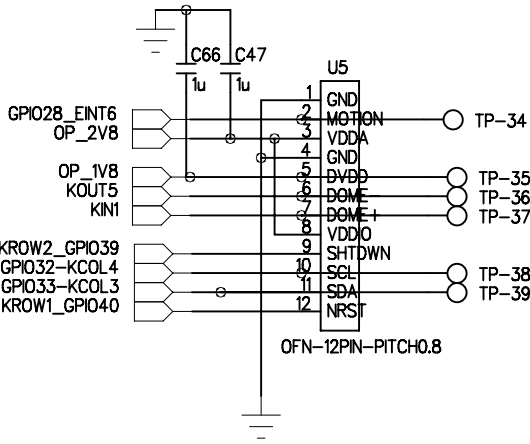 C66 C47
1u 1u
U5
GPIO28_EINT6 1 GND
2 MOTION TP-34
OP_2V8 3 VDDA
4 GND
OP_1V8 5 DVDD TP-35
KOUT5 6 DOME- TP-36
KIN1 7 DOME+ TP-37
8 VDDIO
KROW2_GPIO39 9 SHTDWN
GPIO32-KCOL4 10 SCL TP-38
GPIO33-KCOL3 11 SDA TP-39
KROW1_GPIO40 12 NRST
OFN-12PIN-PITCH0.8